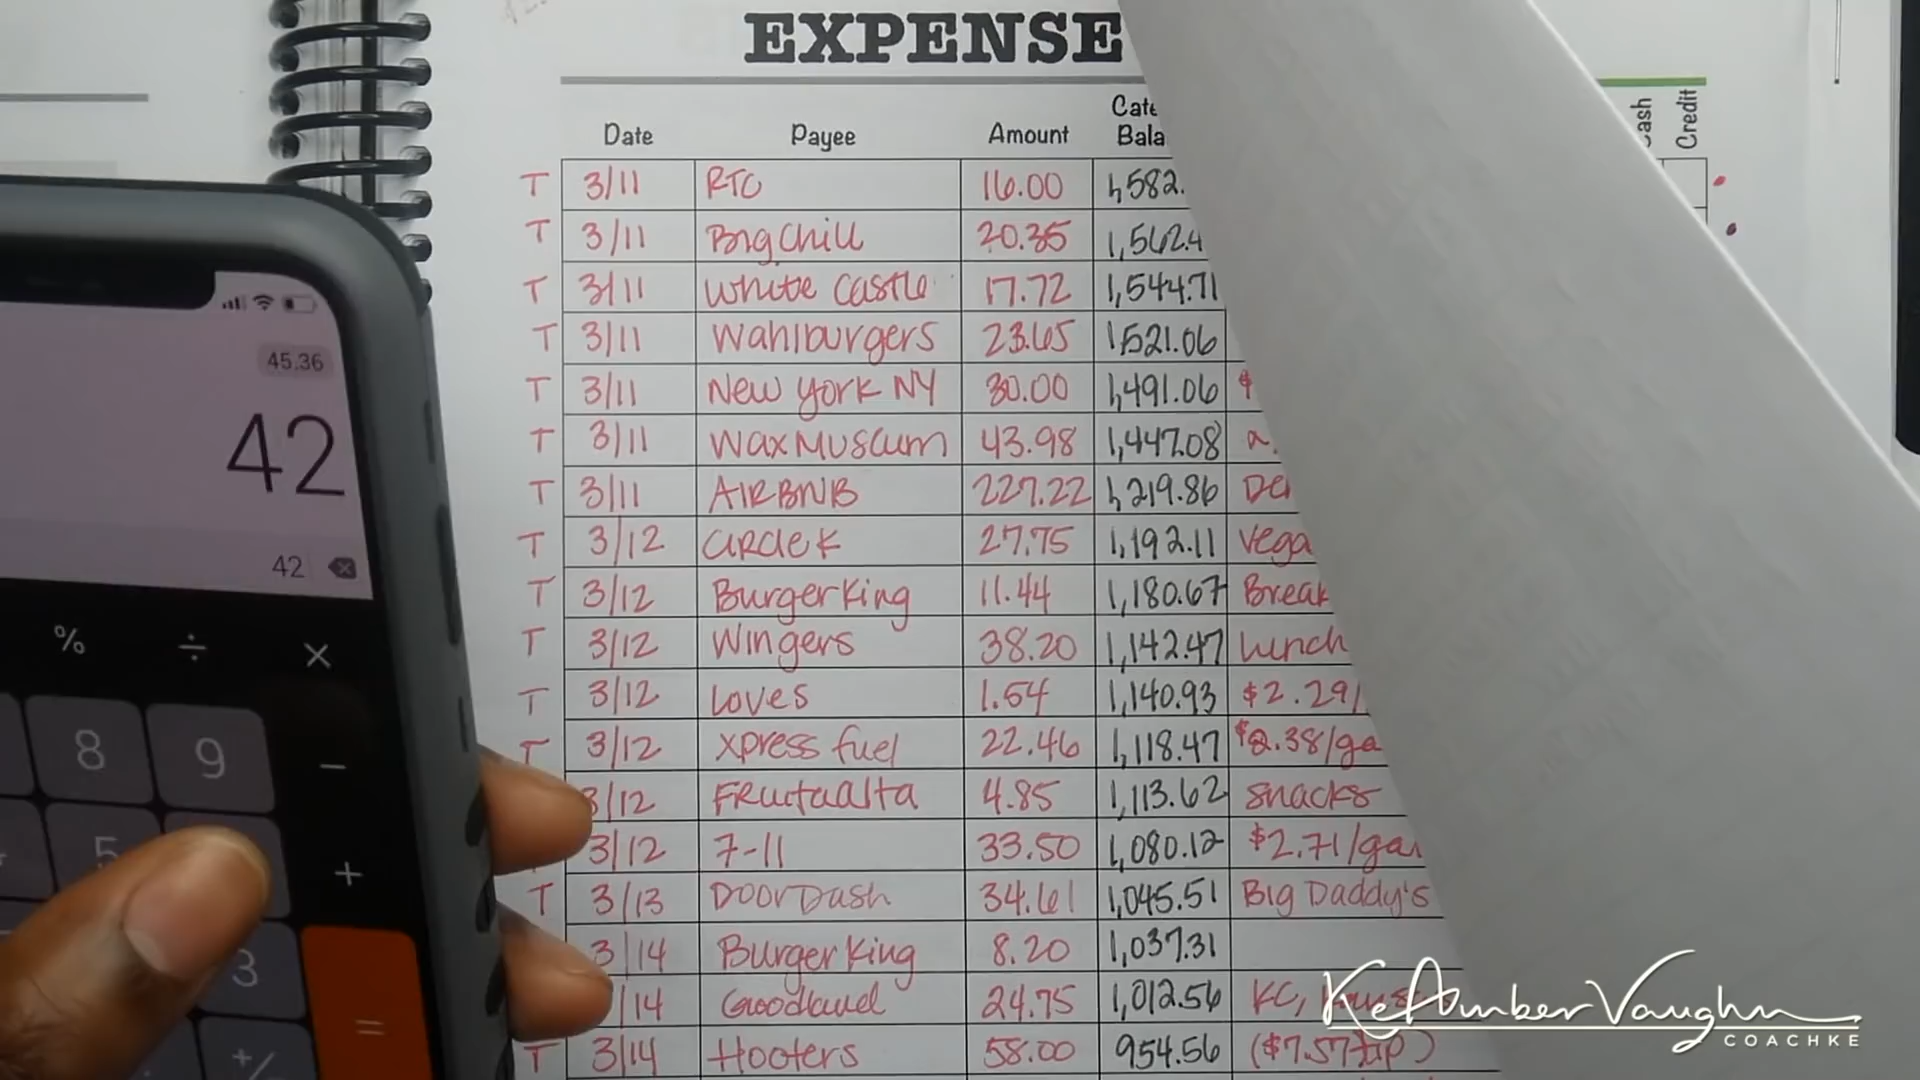 EXPENSE
Date Payee Amount Cate Bala ash Credit
T 3/11 RTC 16.00 1,582.
T 3/11 Big Chill 20.35 1,562.4
T 3/11 White Castle 17.72 1,544.71
T 3/11 Wahlburgers 23.65 1,521.06
T 3/11 New York NY 30.00 1,491.06 $
T 3/11 Wax Museum 43.98 1,447.08 a.
T 3/11 AIRBNB 227.22 1,219.86 Den
T 3/12 Circle K 27.75 1,192.11 Vega
T 3/12 Burger King 11.44 1,180.67 Break
T 3/12 Wingers 38.20 1,142.47 Lunch
T 3/12 Loves 1.54 1,140.93 $2.29/
T 3/12 Xpress fuel 22.46 1,118.47 $2.38/ga
3/12 Fruitaalta 4.85 1,113.62 snacks
3/12 7-11 33.50 1,080.12 $2.71/gal
T 3/13 DoorDash 34.61 1,045.51 Big Daddy's
3/14 Burger King 8.20 1,037.31
/14 Goodland 24.75 1,012.56 KC,
T 3/14 Hooters 58.00 954.56 ($7.57 tip)
45.36
42
42
% ÷ ×
8 9 −
5 +
3 =
+/−
KeAmber Vaughn
COACHKE